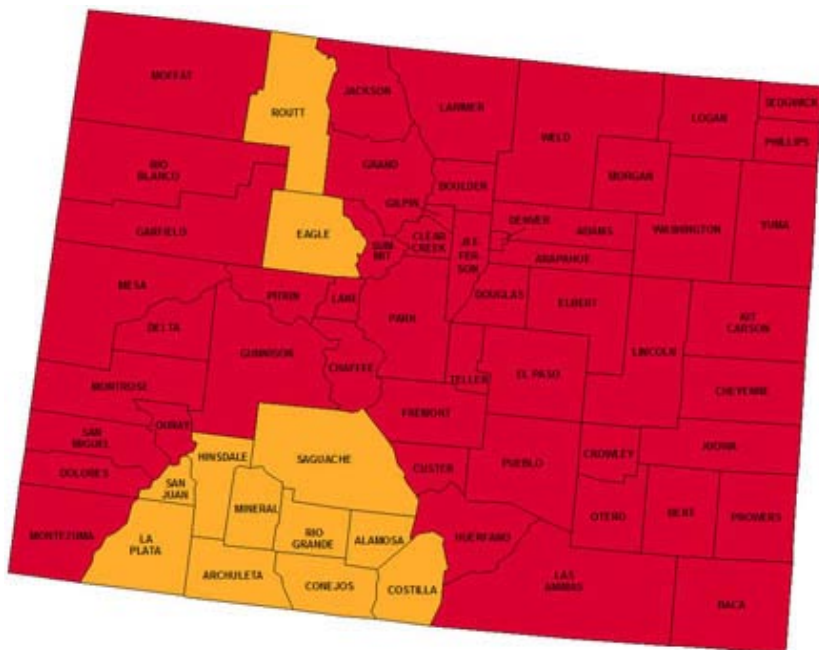 MOFFAT
ROUTT
JACKSON
LARIMER
WELD
LOGAN
SEDGWICK
PHILLIPS
RIO
BLANCO
GRAND
BOULDER
MORGAN
GILPIN
GARFIELD
EAGLE
SUM
MIT
CLEAR
CREEK
JEF
FER-
SON
DENVER
ADAMS
ARAPAHOE
WASHINGTON
YUMA
MESA
PITKIN
LAKE
PARK
DOUGLAS
ELBERT
KIT
CARSON
DELTA
GUNNISON
CHAFFEE
TELLER
EL PASO
LINCOLN
CHEYENNE
MONTROSE
FREMONT
OURAY
SAN
MIGUEL
HINSDALE
SAGUACHE
CUSTER
PUEBLO
CROWLEY
KIOWA
DOLORES
SAN
JUAN
MINERAL
RIO
GRANDE
ALAMOSA
HUERFANO
OTERO
BENT
PROWERS
MONTEZUMA
LA
PLATA
ARCHULETA
CONEJOS
COSTILLA
LAS
ANIMAS
BACA